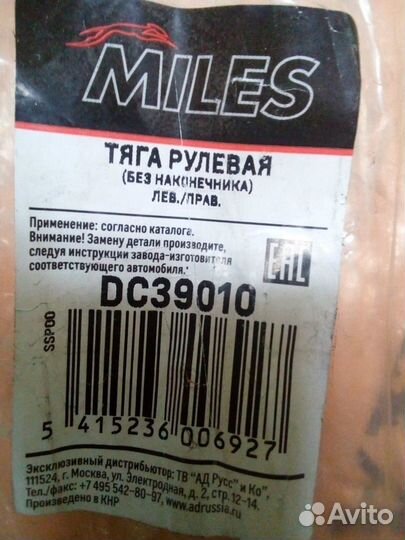 MILES
ТЯГА РУЛЕВАЯ
(БЕЗ НАКОНЕЧНИКА)
ЛЕВ./ПРАВ.
Применение: согласно каталога.
Внимание! Замену детали производите,
следуя инструкции завода-изготовителя
соответствующего автомобиля.
EAC
DC39010
SSPDO
5 415236 006927
Эксклюзивный дистрибьютор: ТВ "АД Русс" и Ко",
111524, г. Москва, ул. Электродная, д. 2, стр. 12-14.
Тел./факс: +7 495 542-80-97, www.adrussia.ru
Произведено в КНР
Avito